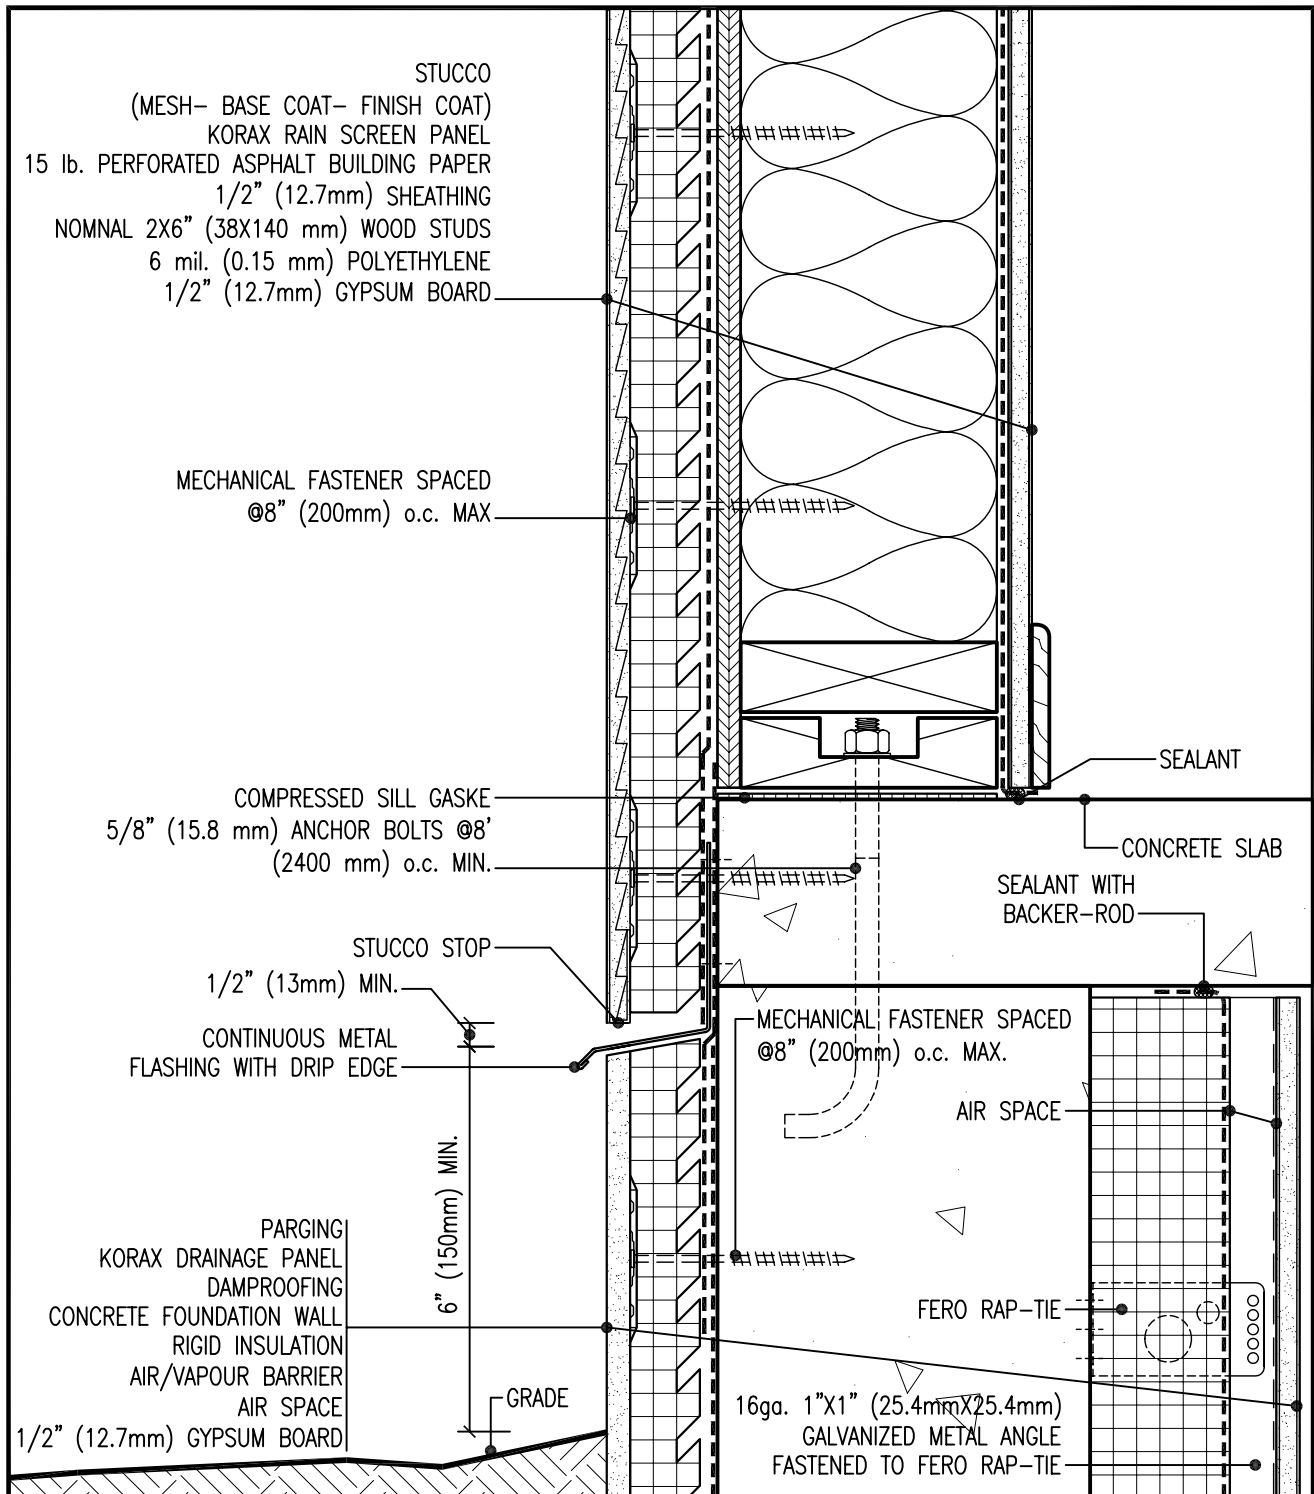 STUCCO
(MESH- BASE COAT- FINISH COAT)
KORAX RAIN SCREEN PANEL
15 lb. PERFORATED ASPHALT BUILDING PAPER
1/2" (12.7mm) SHEATHING
NOMNAL 2X6" (38X140 mm) WOOD STUDS
6 mil. (0.15 mm) POLYETHYLENE
1/2" (12.7mm) GYPSUM BOARD
MECHANICAL FASTENER SPACED
@8" (200mm) o.c. MAX
SEALANT
COMPRESSED SILL GASKE
5/8" (15.8 mm) ANCHOR BOLTS @8'
(2400 mm) o.c. MIN.
CONCRETE SLAB
SEALANT WITH
BACKER-ROD
STUCCO STOP
1/2" (13mm) MIN.
CONTINUOUS METAL
FLASHING WITH DRIP EDGE
MECHANICAL FASTENER SPACED
@8" (200mm) o.c. MAX.
AIR SPACE
6" (150mm) MIN.
PARGING
KORAX DRAINAGE PANEL
DAMPROOFING
CONCRETE FOUNDATION WALL
RIGID INSULATION
AIR/VAPOUR BARRIER
AIR SPACE
1/2" (12.7mm) GYPSUM BOARD
FERO RAP-TIE
GRADE
16ga. 1"X1" (25.4mmX25.4mm)
GALVANIZED METAL ANGLE
FASTENED TO FERO RAP-TIE